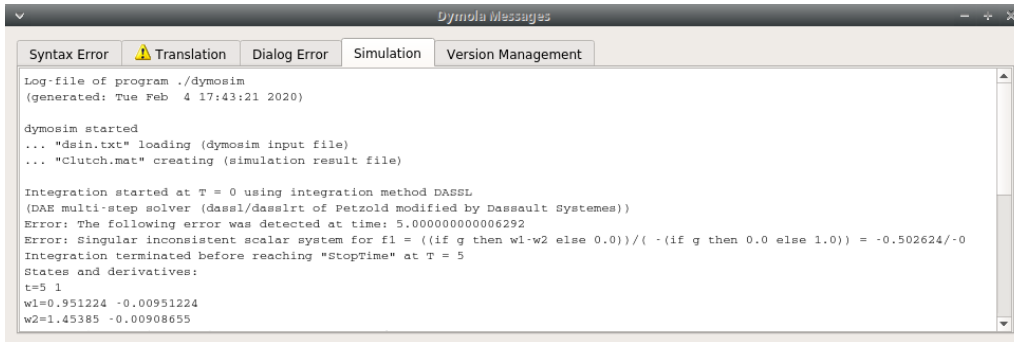 Dymola Messages
Syntax Error Translation Dialog Error Simulation Version Management
Log-file of program ./dymosim
(generated: Tue Feb  4 17:43:21 2020)
dymosim started
... "dsin.txt" loading (dymosim input file)
... "Clutch.mat" creating (simulation result file)
Integration started at T = 0 using integration method DASSL
(DAE multi-step solver (dassl/dasslrt of Petzold modified by Dassault Systemes))
Error: The following error was detected at time: 5.000000000006292
Error: Singular inconsistent scalar system for f1 = ((if g then w1-w2 else 0.0))/( -(if g then 0.0 else 1.0)) = -0.502624/-0
Integration terminated before reaching "StopTime" at T = 5
States and derivatives:
t=5 1
w1=0.951224 -0.00951224
w2=1.45385 -0.00908655